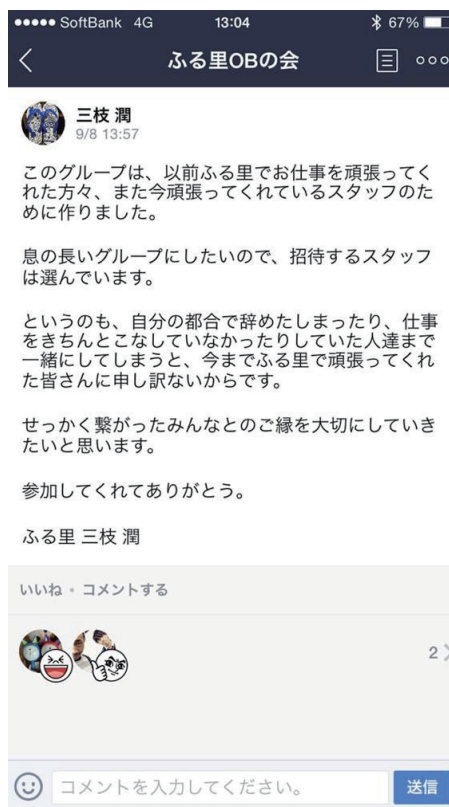 ●●●●● SoftBank 4G 13:04 67%
ふる里OBの会
三枝 潤
9/8 13:57
このグループは、以前ふる里でお仕事を頑張ってく
れた方々、また今頑張ってくれているスタッフのた
めに作りました。
息の長いグループにしたいので、招待するスタッフ
は選んでいます。
というのも、自分の都合で辞めたしまったり、仕事
をきちんとこなしていなかったりしていた人達まで
一緒にしてしまうと、今までふる里で頑張ってくれ
た皆さんに申し訳ないからです。
せっかく繋がったみんなとのご縁を大切にしていき
たいと思います。
参加してくれてありがとう。
ふる里 三枝 潤
いいね・コメントする
2
コメントを入力してください。
送信